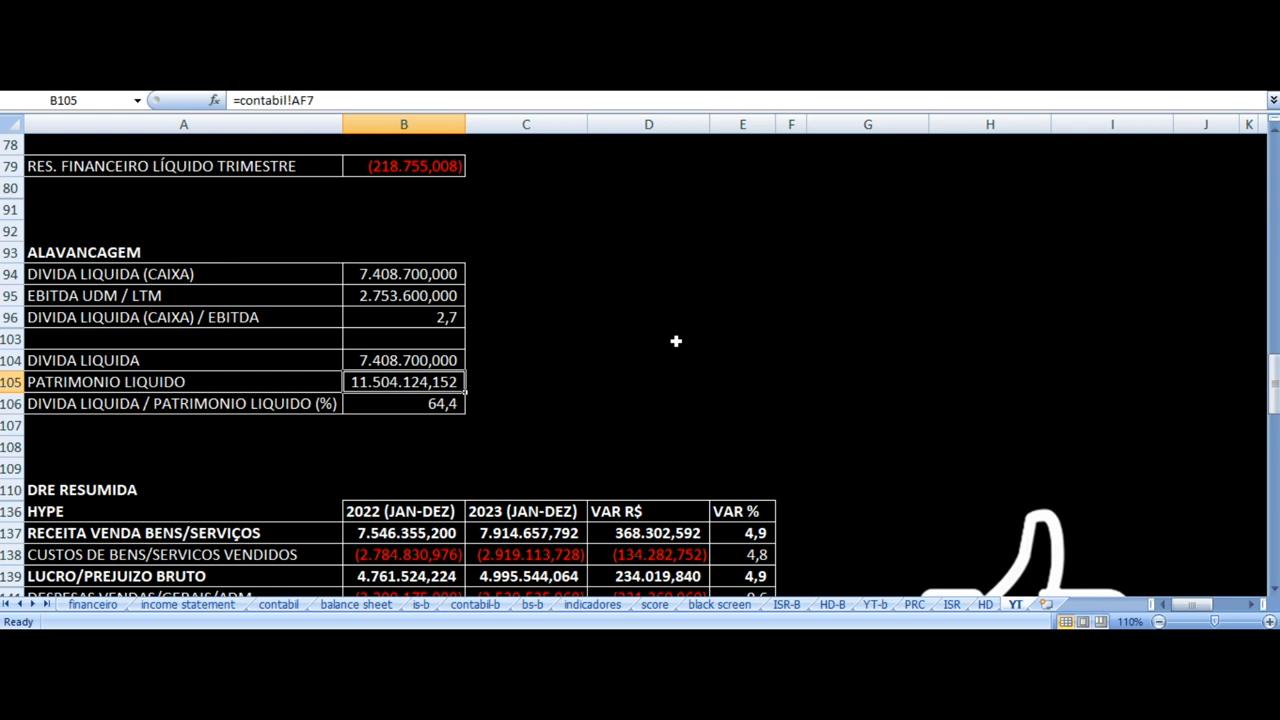 B105 fx =contabil!AF7
A B C D E F G H I J K
78
79 RES. FINANCEIRO LÍQUIDO TRIMESTRE (218.755,008)
80
91
92
93 ALAVANCAGEM
94 DIVIDA LIQUIDA (CAIXA) 7.408.700,000
95 EBITDA UDM / LTM 2.753.600,000
96 DIVIDA LIQUIDA (CAIXA) / EBITDA 2,7
103
104 DIVIDA LIQUIDA 7.408.700,000
105 PATRIMONIO LIQUIDO 11.504.124,152
106 DIVIDA LIQUIDA / PATRIMONIO LIQUIDO (%) 64,4
107
108
109
110 DRE RESUMIDA
136 HYPE 2022 (JAN-DEZ) 2023 (JAN-DEZ) VAR R$ VAR %
137 RECEITA VENDA BENS/SERVIÇOS 7.546.355,200 7.914.657,792 368.302,592 4,9
138 CUSTOS DE BENS/SERVICOS VENDIDOS (2.784.830,976) (2.919.113,728) (134.282,752) 4,8
139 LUCRO/PREJUIZO BRUTO 4.761.524,224 4.995.544,064 234.019,840 4,9
financeiro income statement contabil balance sheet is-b contabil-b bs-b indicadores score black screen ISR-B HD-B YT-b PRC ISR HD YT
Ready 110%